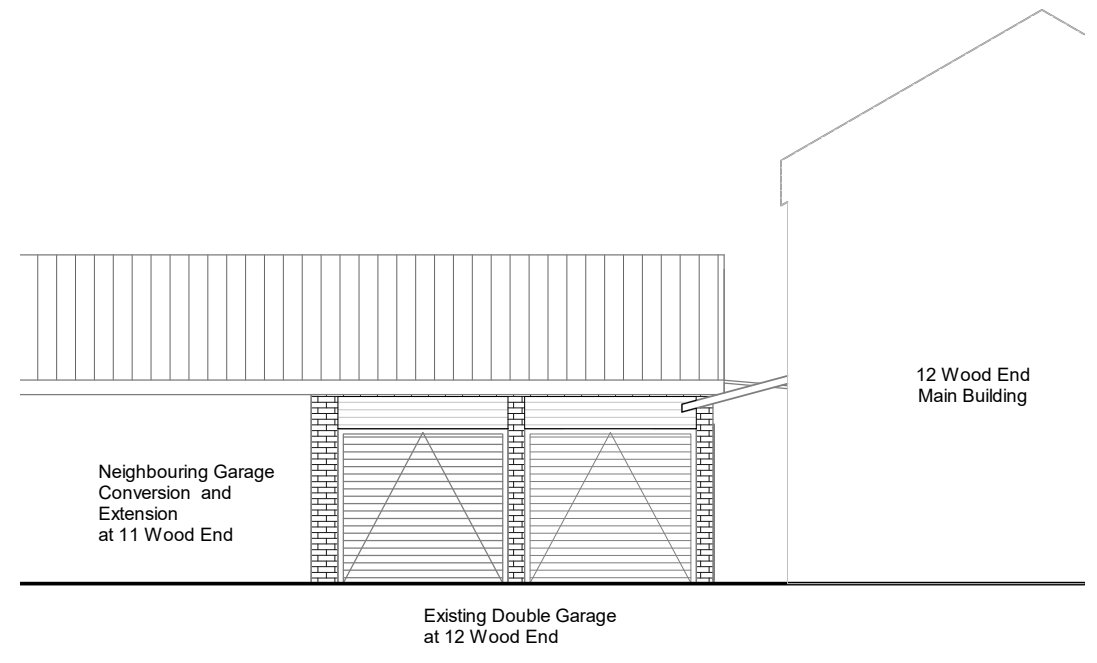 12 Wood End
Main Building
Neighbouring Garage
Conversion and
Extension
at 11 Wood End
Existing Double Garage
at 12 Wood End